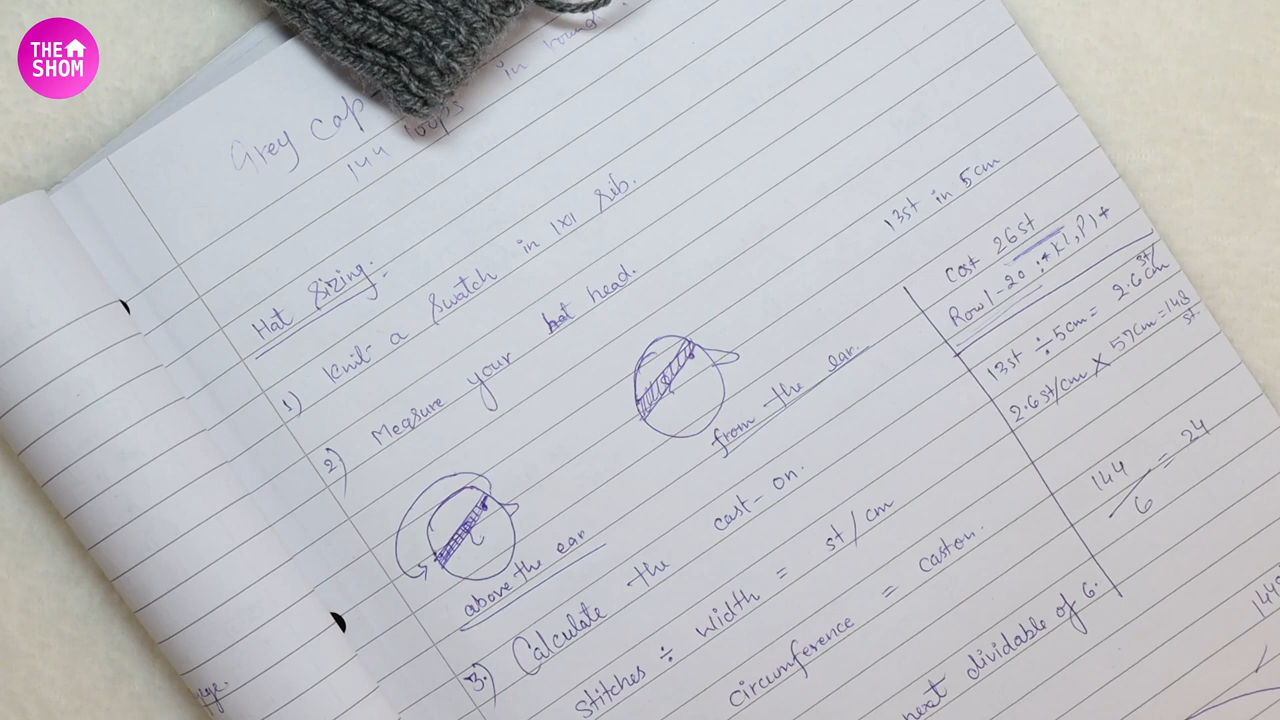 THE
SHOM
Grey Cap
144 loops in round.
Hat Sizing:-
1) Knit a swatch in 1x1 rib.
2) Measure your head.
from the ear.
above the ear
3.) Calculate the cast-on.
stitches ÷ width = st/cm
circumference = caston.
next dividable of 6.
13st in 5cm
Cast 26st
Row 1-20 : *K1, P1*
13st ÷ 5cm = 2.6 st/cm
2.6st/cm X 57cm = 148 st.
144/6 = 24